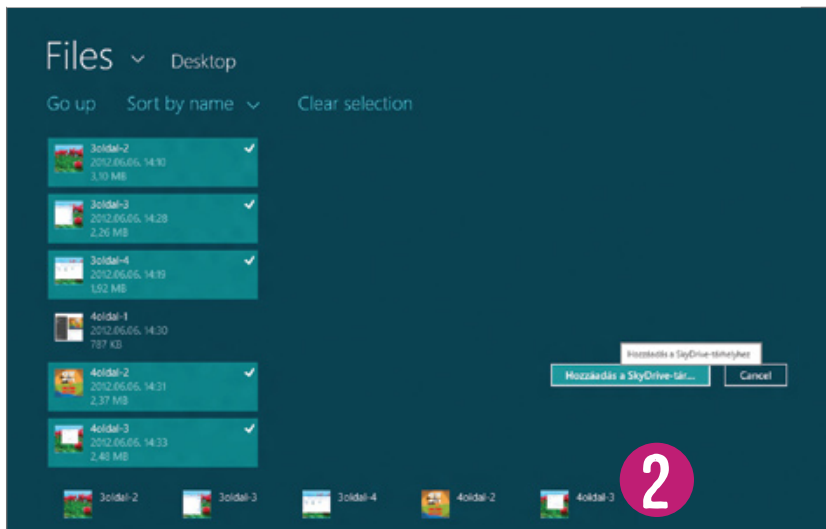 Files Desktop
Go up Sort by name Clear selection
3oldal-2
2012.06.06. 14:10
3,10 MB
3oldal-3
2012.06.06. 14:28
2,26 MB
3oldal-4
2012.06.06. 14:19
1,92 MB
4oldal-1
2012.06.06. 14:30
787 KB
4oldal-2
2012.06.06. 14:31
2,37 MB
4oldal-3
2012.06.06. 14:33
2,48 MB
Hozzáadás a SkyDrive-tárhelyhez
Hozzáadás a SkyDrive-tár... Cancel
3oldal-2 3oldal-3 3oldal-4 4oldal-2 4oldal-3
2